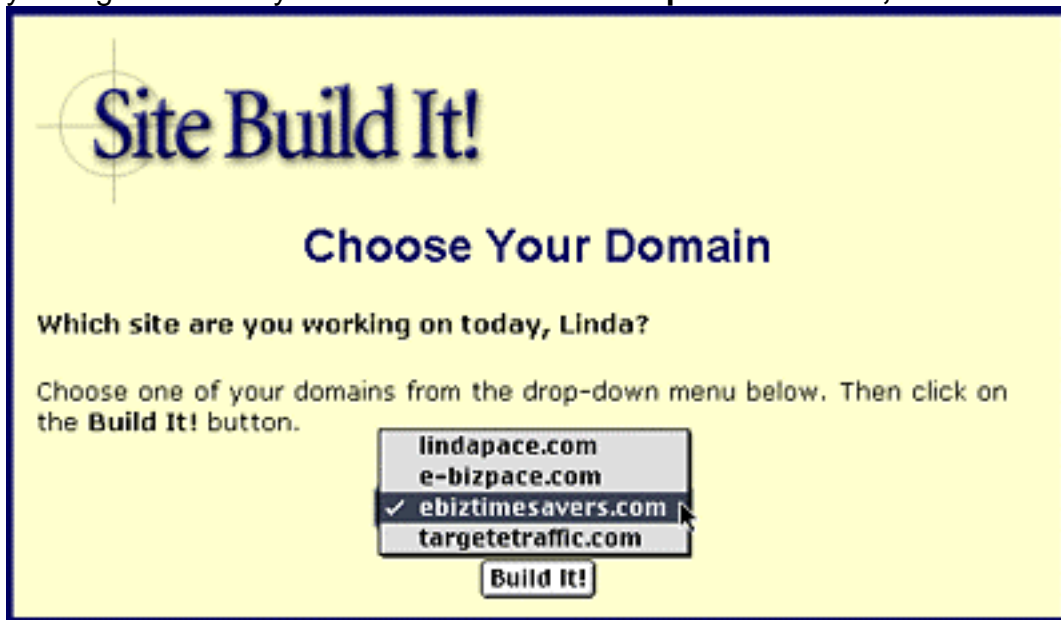 Site Build It!
Choose Your Domain
Which site are you working on today, Linda?
Choose one of your domains from the drop-down menu below. Then click on
the Build It! button.
lindapace.com
e-bizpace.com
✓ ebiztimesavers.com
targetetraffic.com
Build It!